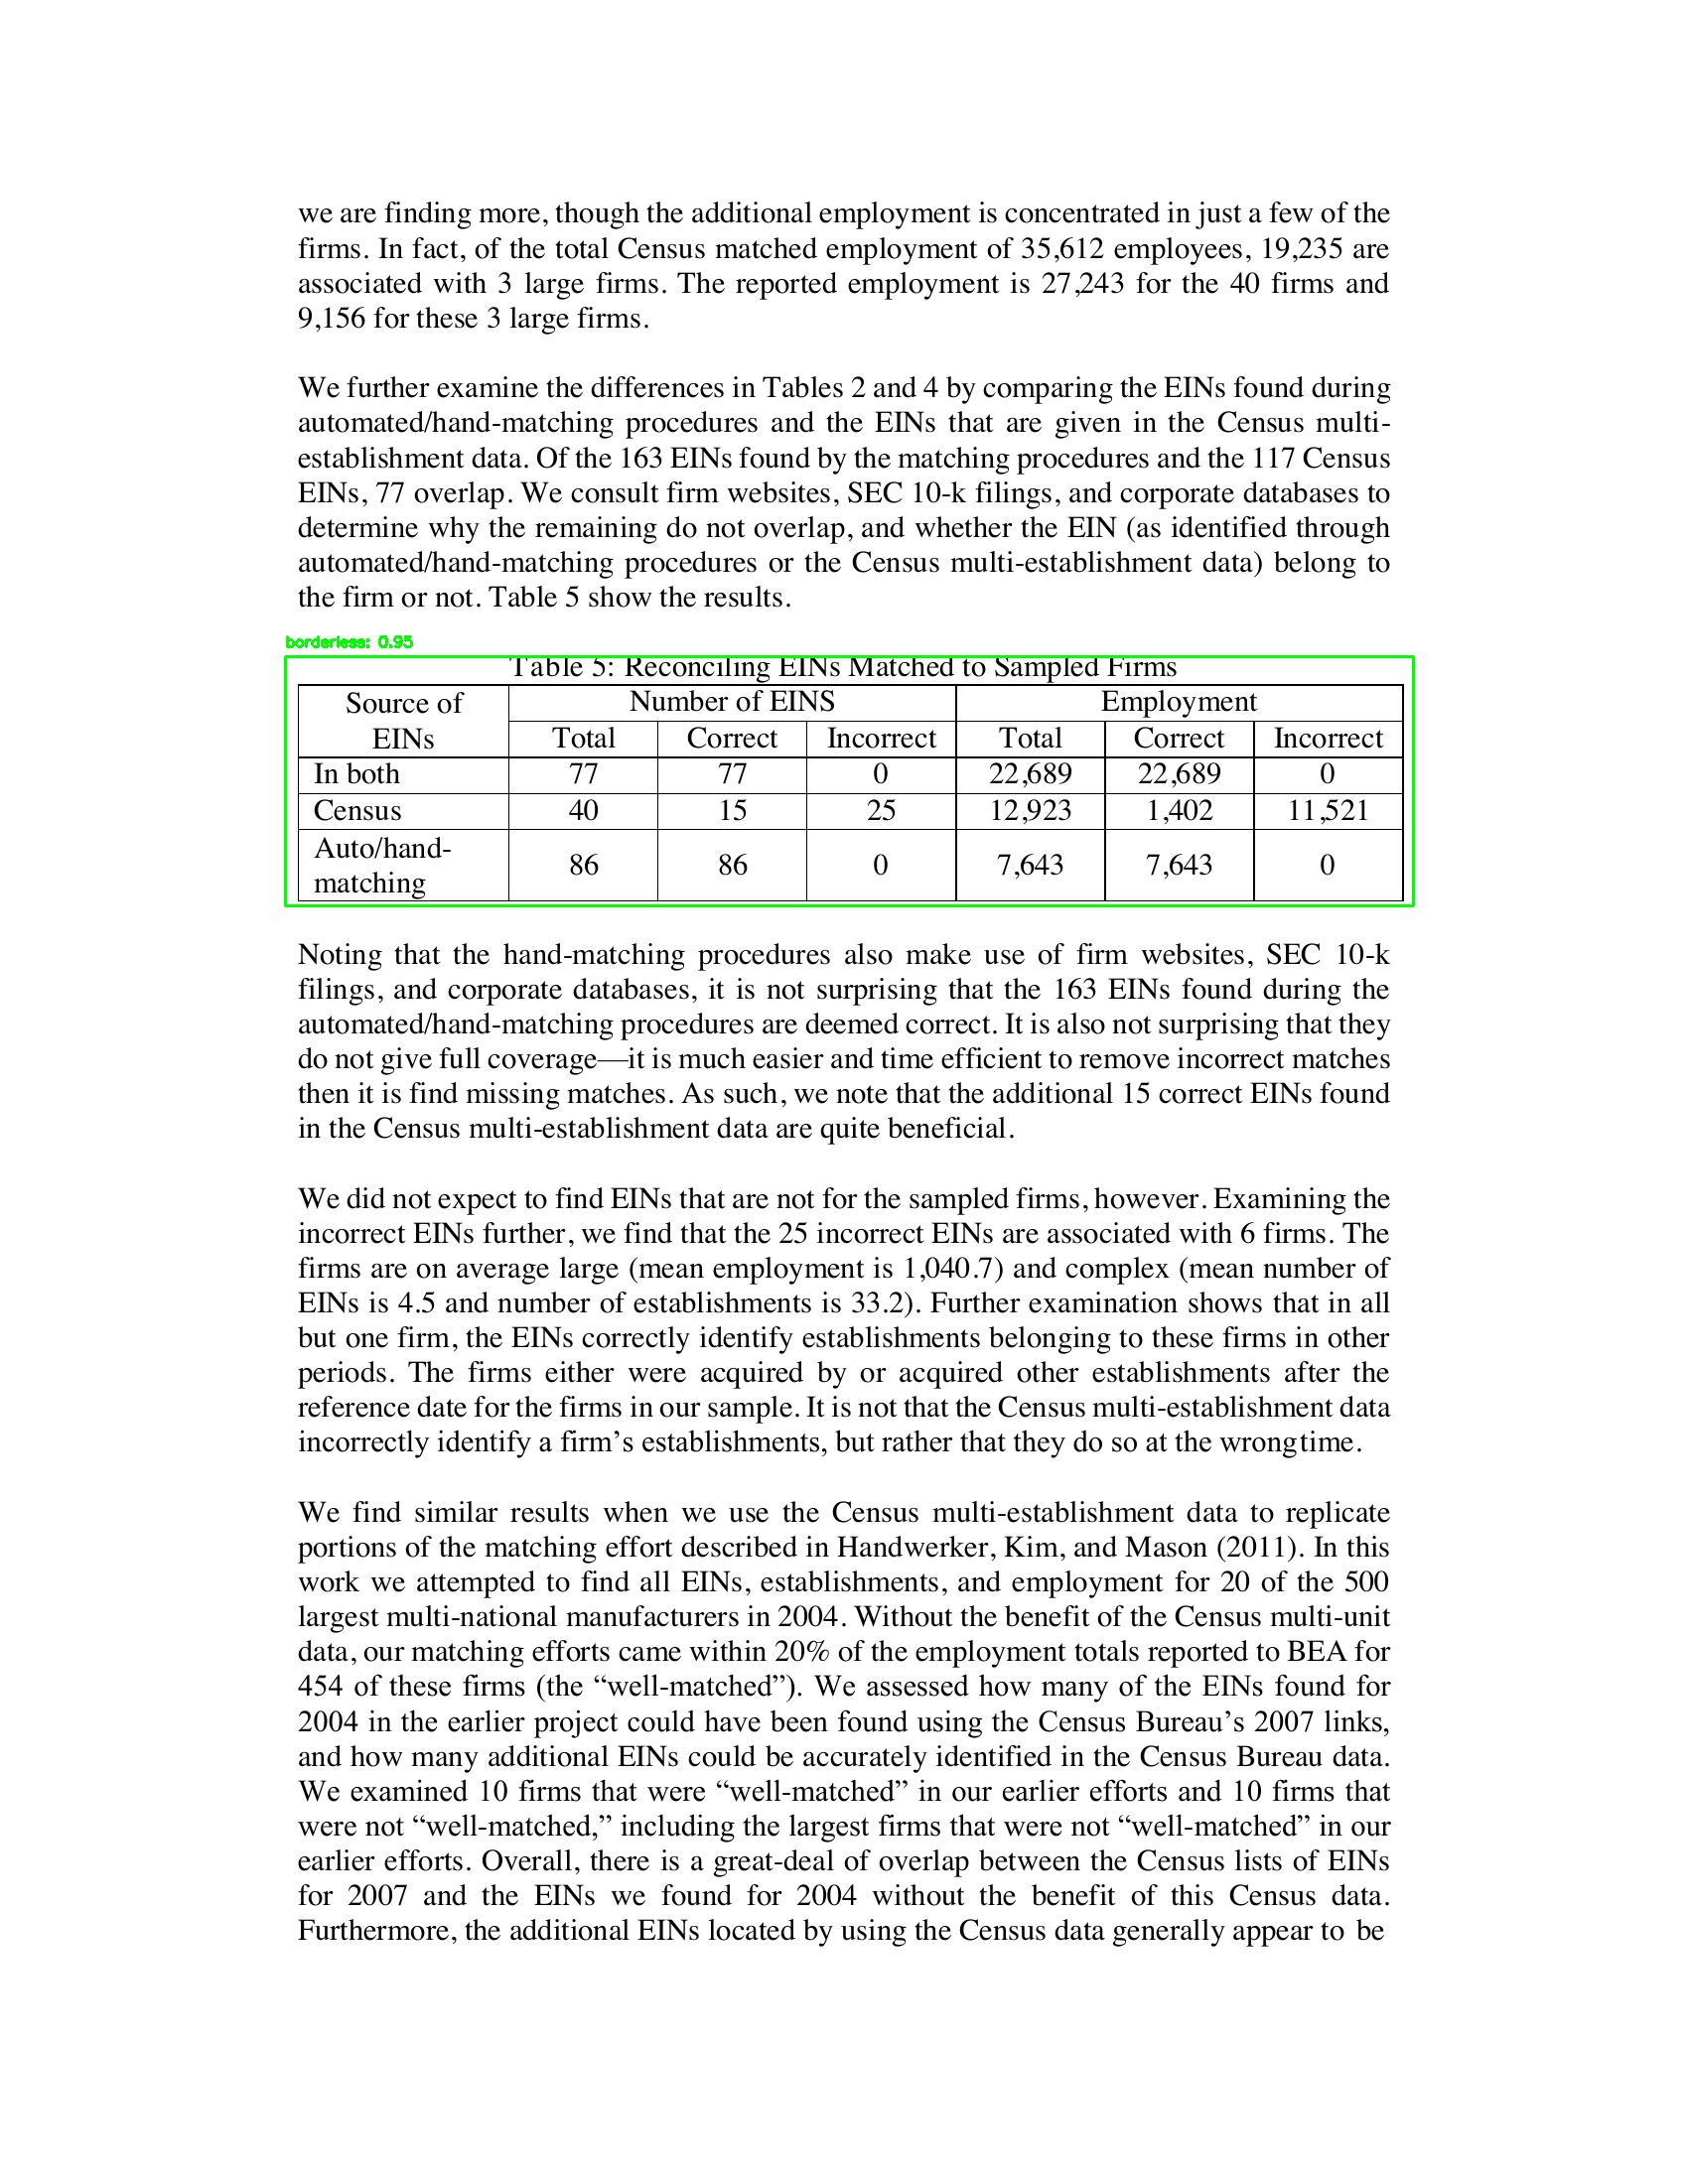 we are finding more, though the additional employment is concentrated in just a few of the
firms. In fact, of the total Census matched employment of 35,612 employees, 19,235 are
associated with 3 large firms. The reported employment is 27,243 for the 40 firms and
9,156 for these 3 large firms.
We further examine the differences in Tables 2 and 4 by comparing the EINs found during
automated/hand-matching procedures and the EINs that are given in the Census multi-
establishment data. Of the 163 EINs found by the matching procedures and the 117 Census
EINs, 77 overlap. We consult firm websites, SEC 10-k filings, and corporate databases to
determine why the remaining do not overlap, and whether the EIN (as identified through
automated/hand-matching procedures or the Census multi-establishment data) belong to
the firm or not. Table 5 show the results.
borderless: 0.95
Table 5: Reconciling EINs Matched to Sampled Firms
Source of EINs Number of EINS Employment
Total Correct Incorrect Total Correct Incorrect
In both 77 77 0 22,689 22,689 0
Census 40 15 25 12,923 1,402 11,521
Auto/hand-
matching 86 86 0 7,643 7,643 0
Noting that the hand-matching procedures also make use of firm websites, SEC 10-k
filings, and corporate databases, it is not surprising that the 163 EINs found during the
automated/hand-matching procedures are deemed correct. It is also not surprising that they
do not give full coverage—it is much easier and time efficient to remove incorrect matches
then it is find missing matches. As such, we note that the additional 15 correct EINs found
in the Census multi-establishment data are quite beneficial.
We did not expect to find EINs that are not for the sampled firms, however. Examining the
incorrect EINs further, we find that the 25 incorrect EINs are associated with 6 firms. The
firms are on average large (mean employment is 1,040.7) and complex (mean number of
EINs is 4.5 and number of establishments is 33.2). Further examination shows that in all
but one firm, the EINs correctly identify establishments belonging to these firms in other
periods. The firms either were acquired by or acquired other establishments after the
reference date for the firms in our sample. It is not that the Census multi-establishment data
incorrectly identify a firm’s establishments, but rather that they do so at the wrong time.
We find similar results when we use the Census multi-establishment data to replicate
portions of the matching effort described in Handwerker, Kim, and Mason (2011). In this
work we attempted to find all EINs, establishments, and employment for 20 of the 500
largest multi-national manufacturers in 2004. Without the benefit of the Census multi-unit
data, our matching efforts came within 20% of the employment totals reported to BEA for
454 of these firms (the “well-matched”). We assessed how many of the EINs found for
2004 in the earlier project could have been found using the Census Bureau’s 2007 links,
and how many additional EINs could be accurately identified in the Census Bureau data.
We examined 10 firms that were “well-matched” in our earlier efforts and 10 firms that
were not “well-matched,” including the largest firms that were not “well-matched” in our
earlier efforts. Overall, there is a great-deal of overlap between the Census lists of EINs
for 2007 and the EINs we found for 2004 without the benefit of this Census data.
Furthermore, the additional EINs located by using the Census data generally appear to be